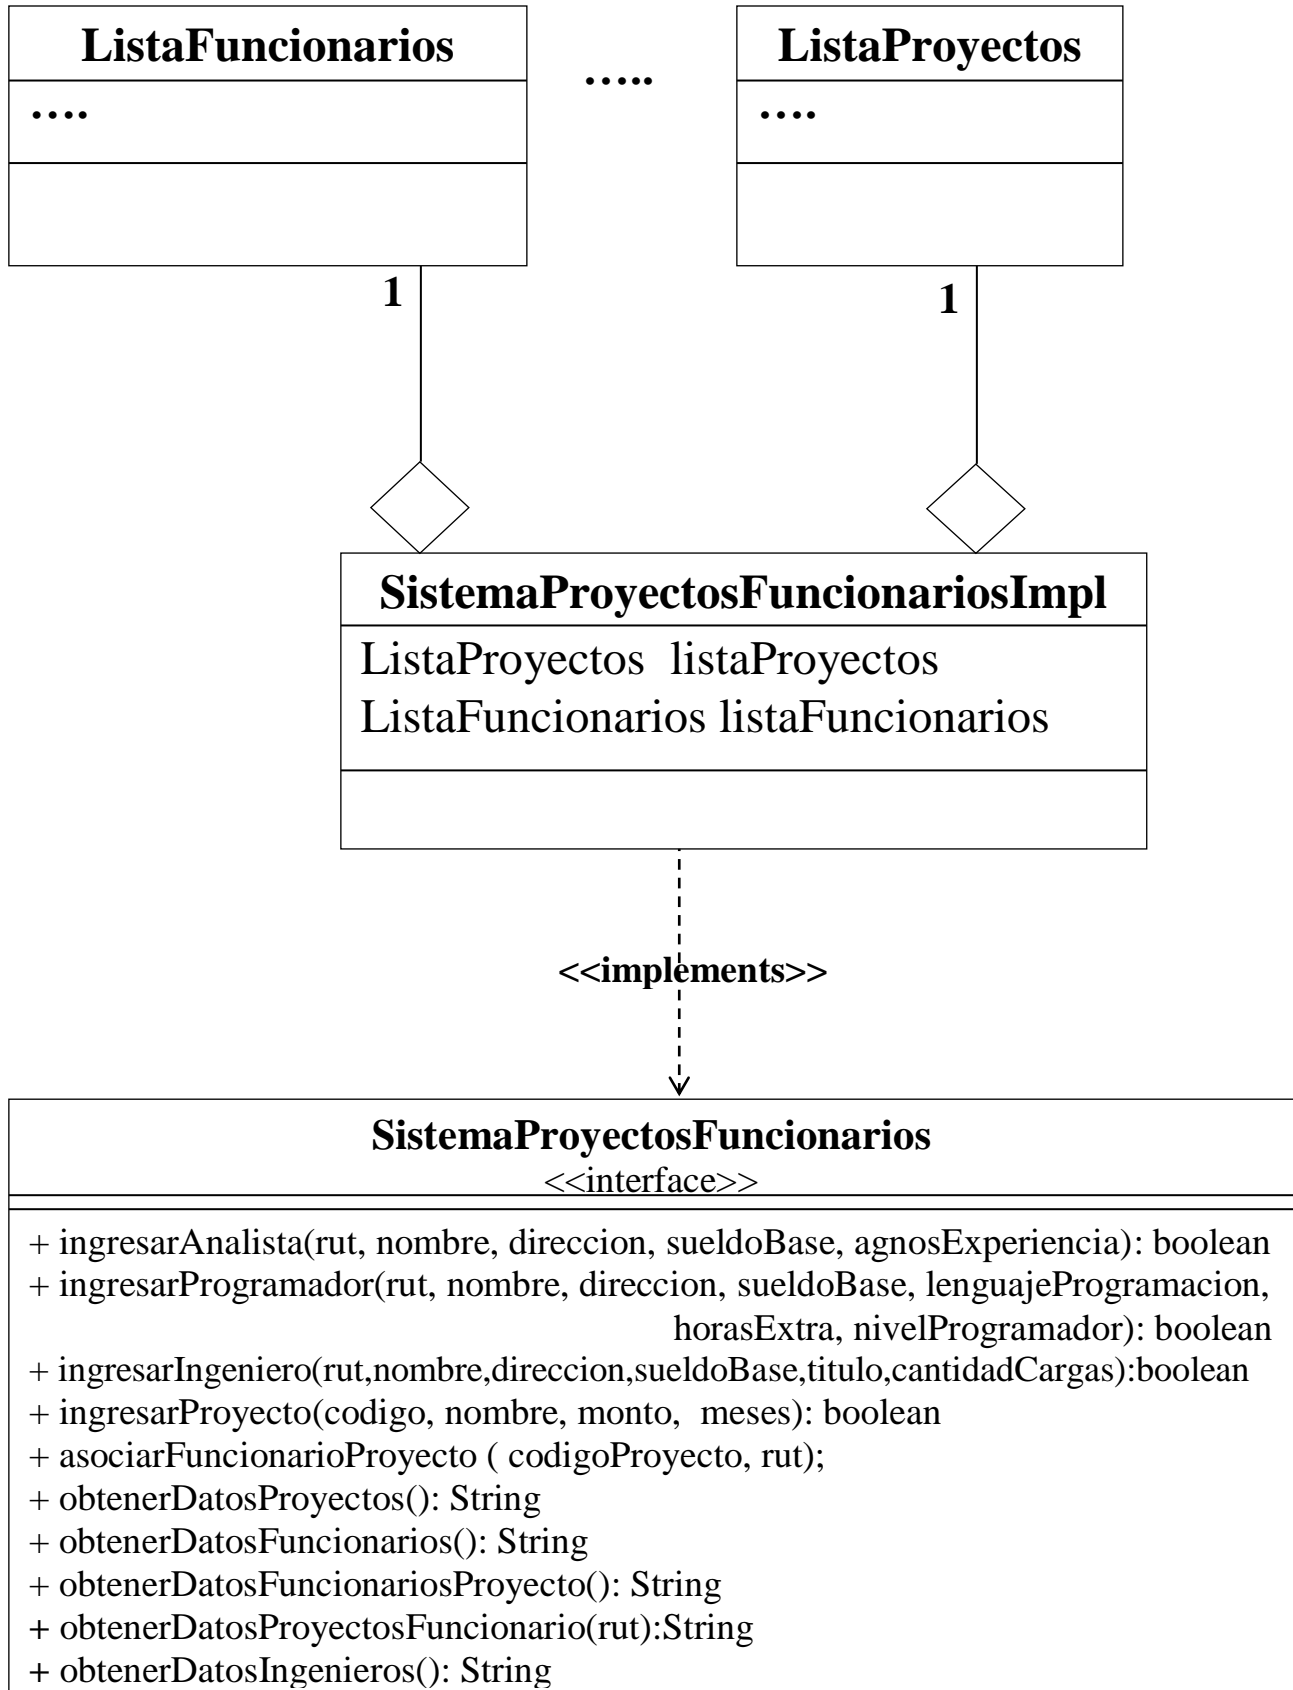 ListaFuncionarios
....
.....
ListaProyectos
....
1
1
SistemaProyectosFuncionariosImpl
ListaProyectos listaProyectos
ListaFuncionarios listaFuncionarios
<<implements>>
SistemaProyectosFuncionarios
<<interface>>
+ ingresarAnalista(rut, nombre, direccion, sueldoBase, agnosExperiencia): boolean
+ ingresarProgramador(rut, nombre, direccion, sueldoBase, lenguajeProgramacion,
horasExtra, nivelProgramador): boolean
+ ingresarIngeniero(rut,nombre,direccion,sueldoBase,titulo,cantidadCargas):boolean
+ ingresarProyecto(codigo, nombre, monto, meses): boolean
+ asociarFuncionarioProyecto ( codigoProyecto, rut);
+ obtenerDatosProyectos(): String
+ obtenerDatosFuncionarios(): String
+ obtenerDatosFuncionariosProyecto(): String
+ obtenerDatosProyectosFuncionario(rut):String
+ obtenerDatosIngenieros(): String